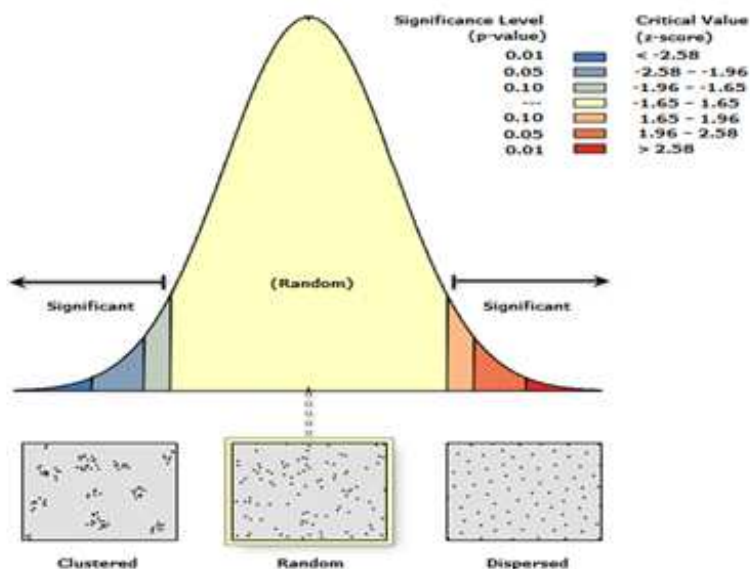 Significance Level (p-value)
Critical Value (z-score)
0.01 < -2.58
0.05 -2.58 – -1.96
0.10 -1.96 – -1.65
--- -1.65 – 1.65
0.10 1.65 – 1.96
0.05 1.96 – 2.58
0.01 > 2.58
Significant
(Random)
Significant
Clustered
Random
Dispersed